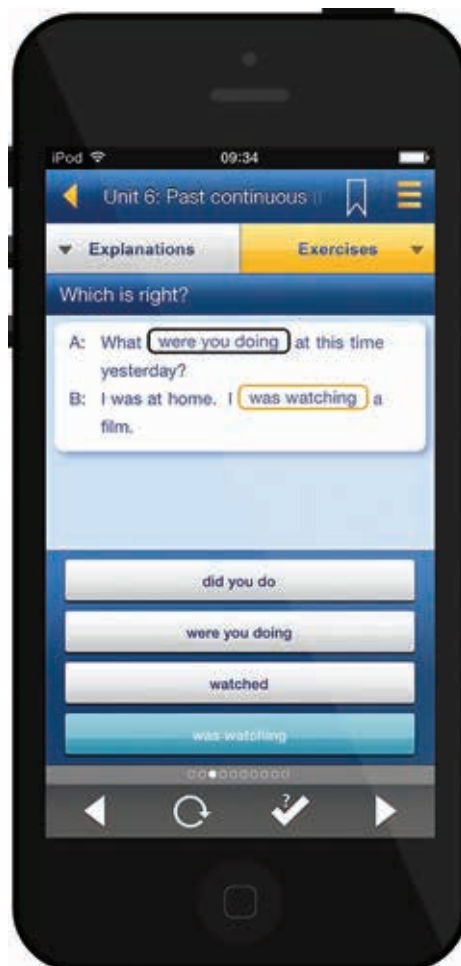 iPod 09:34
Unit 6: Past continuous
Explanations Exercises
Which is right?
A: What were you doing at this time
yesterday?
B: I was at home. I was watching a
film.
did you do
were you doing
watched
was watching
?